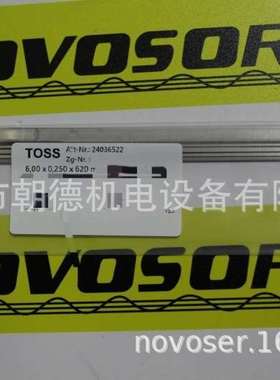 NOVOSOR
TOSS Art-Nr.: 24036522
Zg-Nr.:
6,00 x 0,250 x 620 m
市朝德机电设备有限
OVOSOR
NOVOSOR
novoser.16